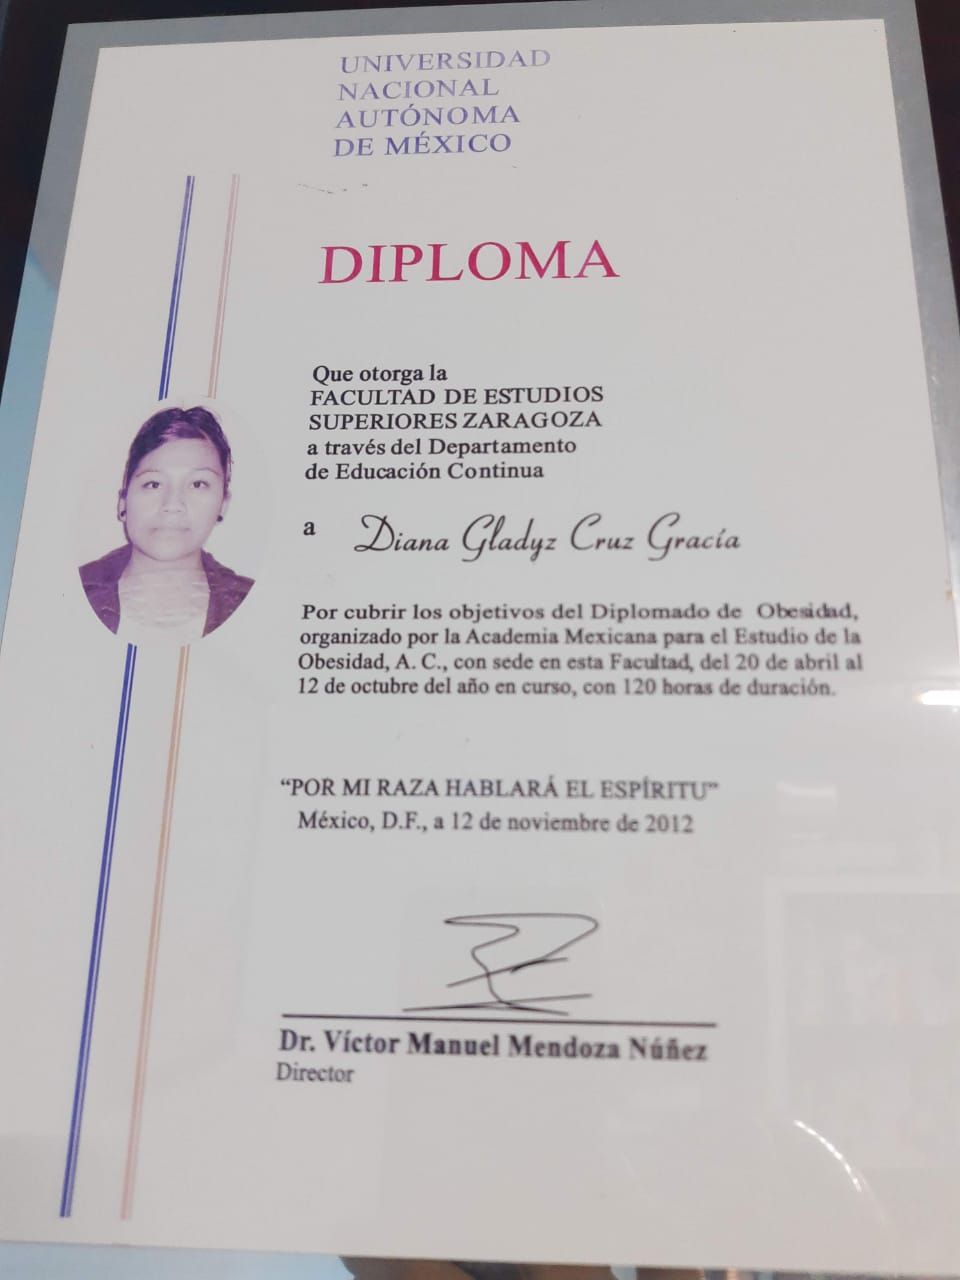 UNIVERSIDAD
NACIONAL
AUTÓNOMA
DE MÉXICO
DIPLOMA
Que otorga la
FACULTAD DE ESTUDIOS
SUPERIORES ZARAGOZA
a través del Departamento
de Educación Continua
a Diana Gladyz Cruz Gracía
Por cubrir los objetivos del Diplomado de Obesidad,
organizado por la Academia Mexicana para el Estudio de la
Obesidad, A. C., con sede en esta Facultad, del 20 de abril al
12 de octubre del año en curso, con 120 horas de duración.
“POR MI RAZA HABLARÁ EL ESPÍRITU”
México, D.F., a 12 de noviembre de 2012
Dr. Víctor Manuel Mendoza Núñez
Director